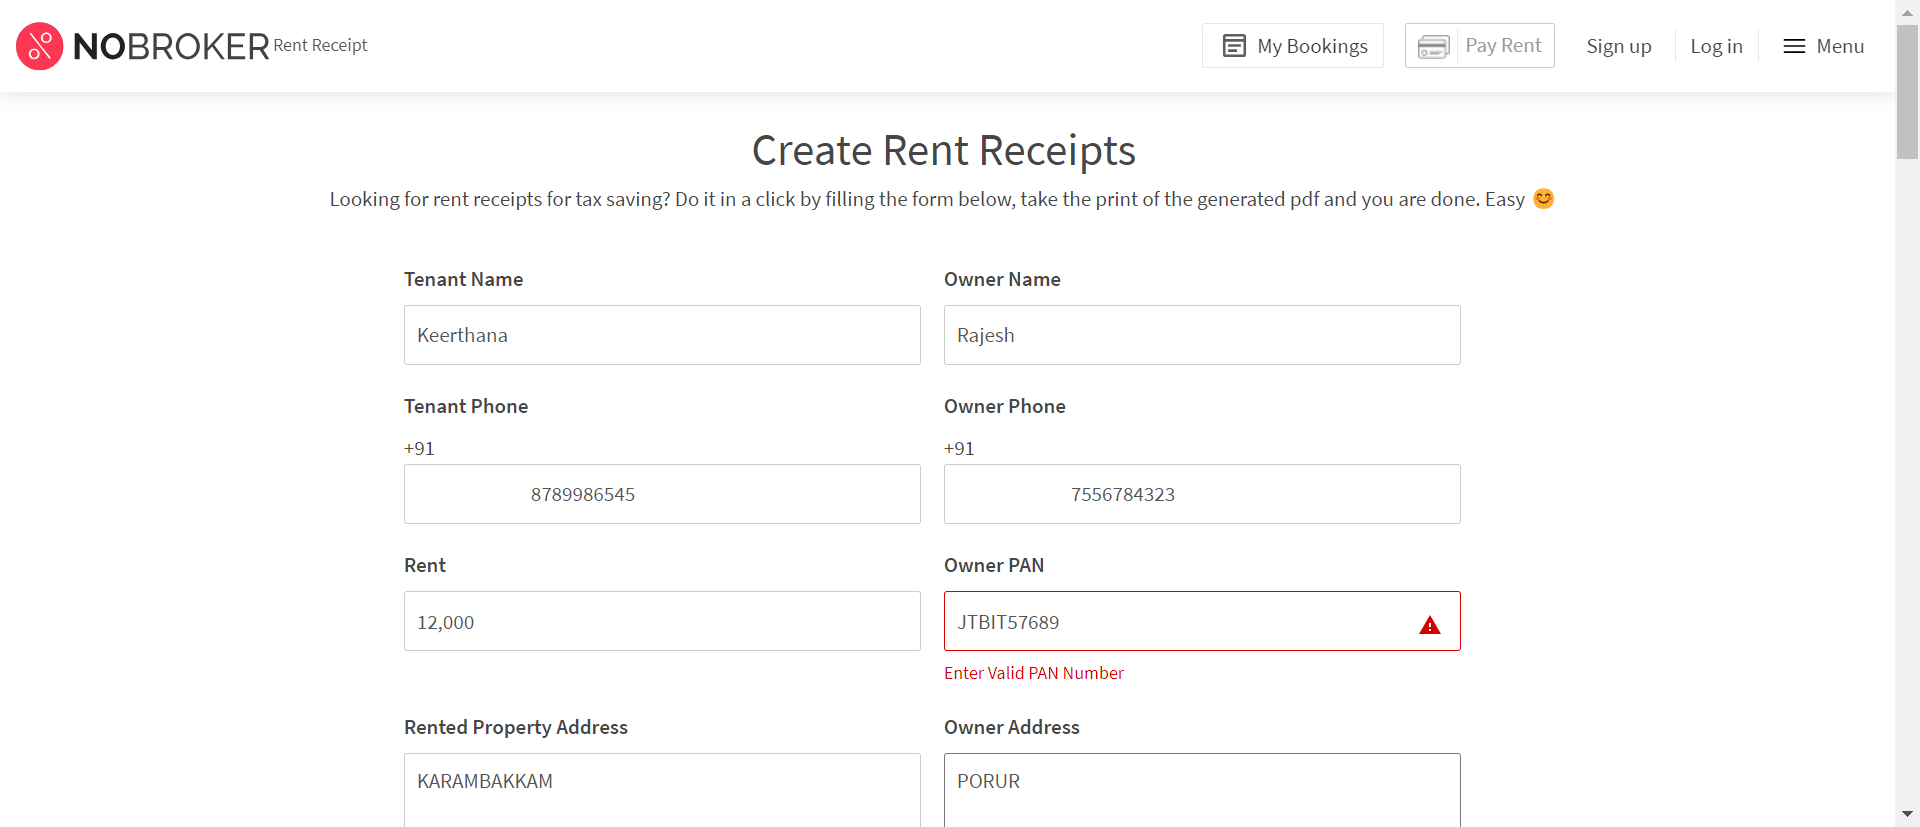 NOBROKER Rent Receipt
My Bookings
Pay Rent
Sign up
Log in
Menu
Create Rent Receipts
Looking for rent receipts for tax saving? Do it in a click by filling the form below, take the print of the generated pdf and you are done. Easy 😊
Tenant Name
Keerthana
Owner Name
Rajesh
Tenant Phone
+91
8789986545
Owner Phone
+91
7556784323
Rent
12,000
Owner PAN
JTBIT57689
Enter Valid PAN Number
Rented Property Address
KARAMBAKKAM
Owner Address
PORUR